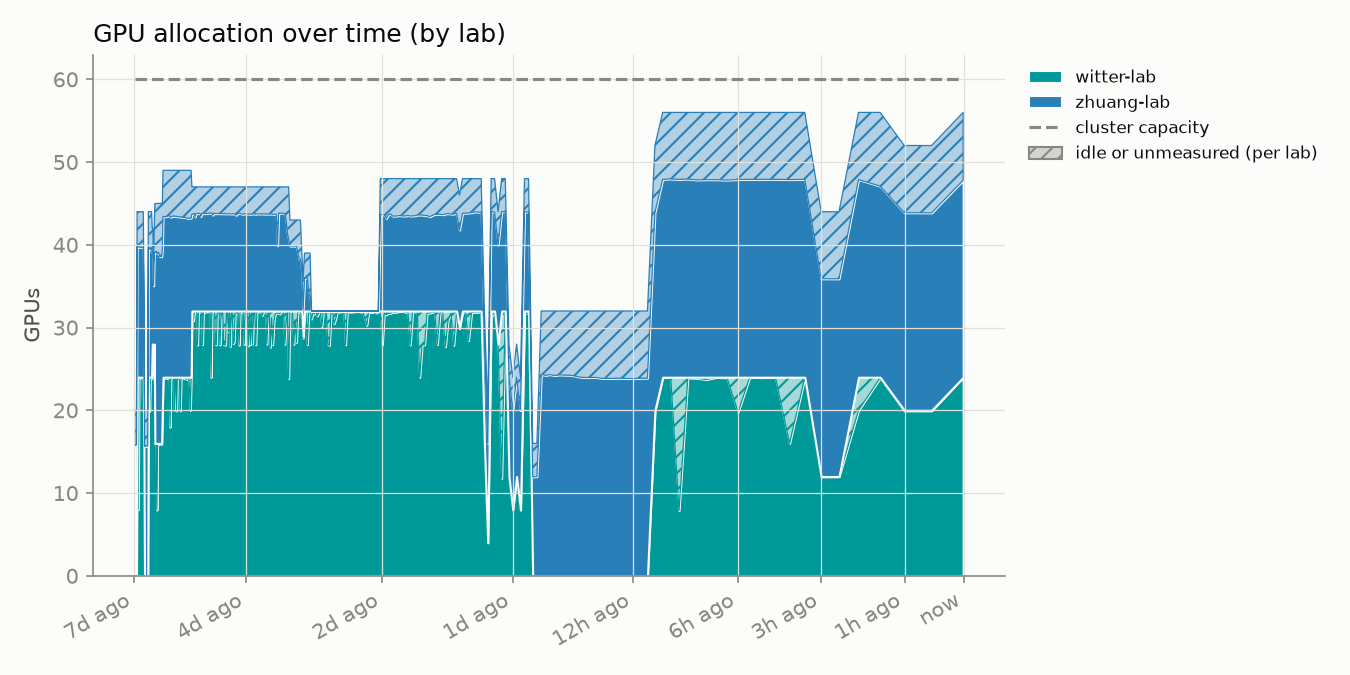 GPU allocation over time (by lab)
witter-lab
zhuang-lab
cluster capacity
idle or unmeasured (per lab)
GPUs
60
50
40
30
20
10
0
7d ago
4d ago
2d ago
1d ago
12h ago
6h ago
3h ago
1h ago
now